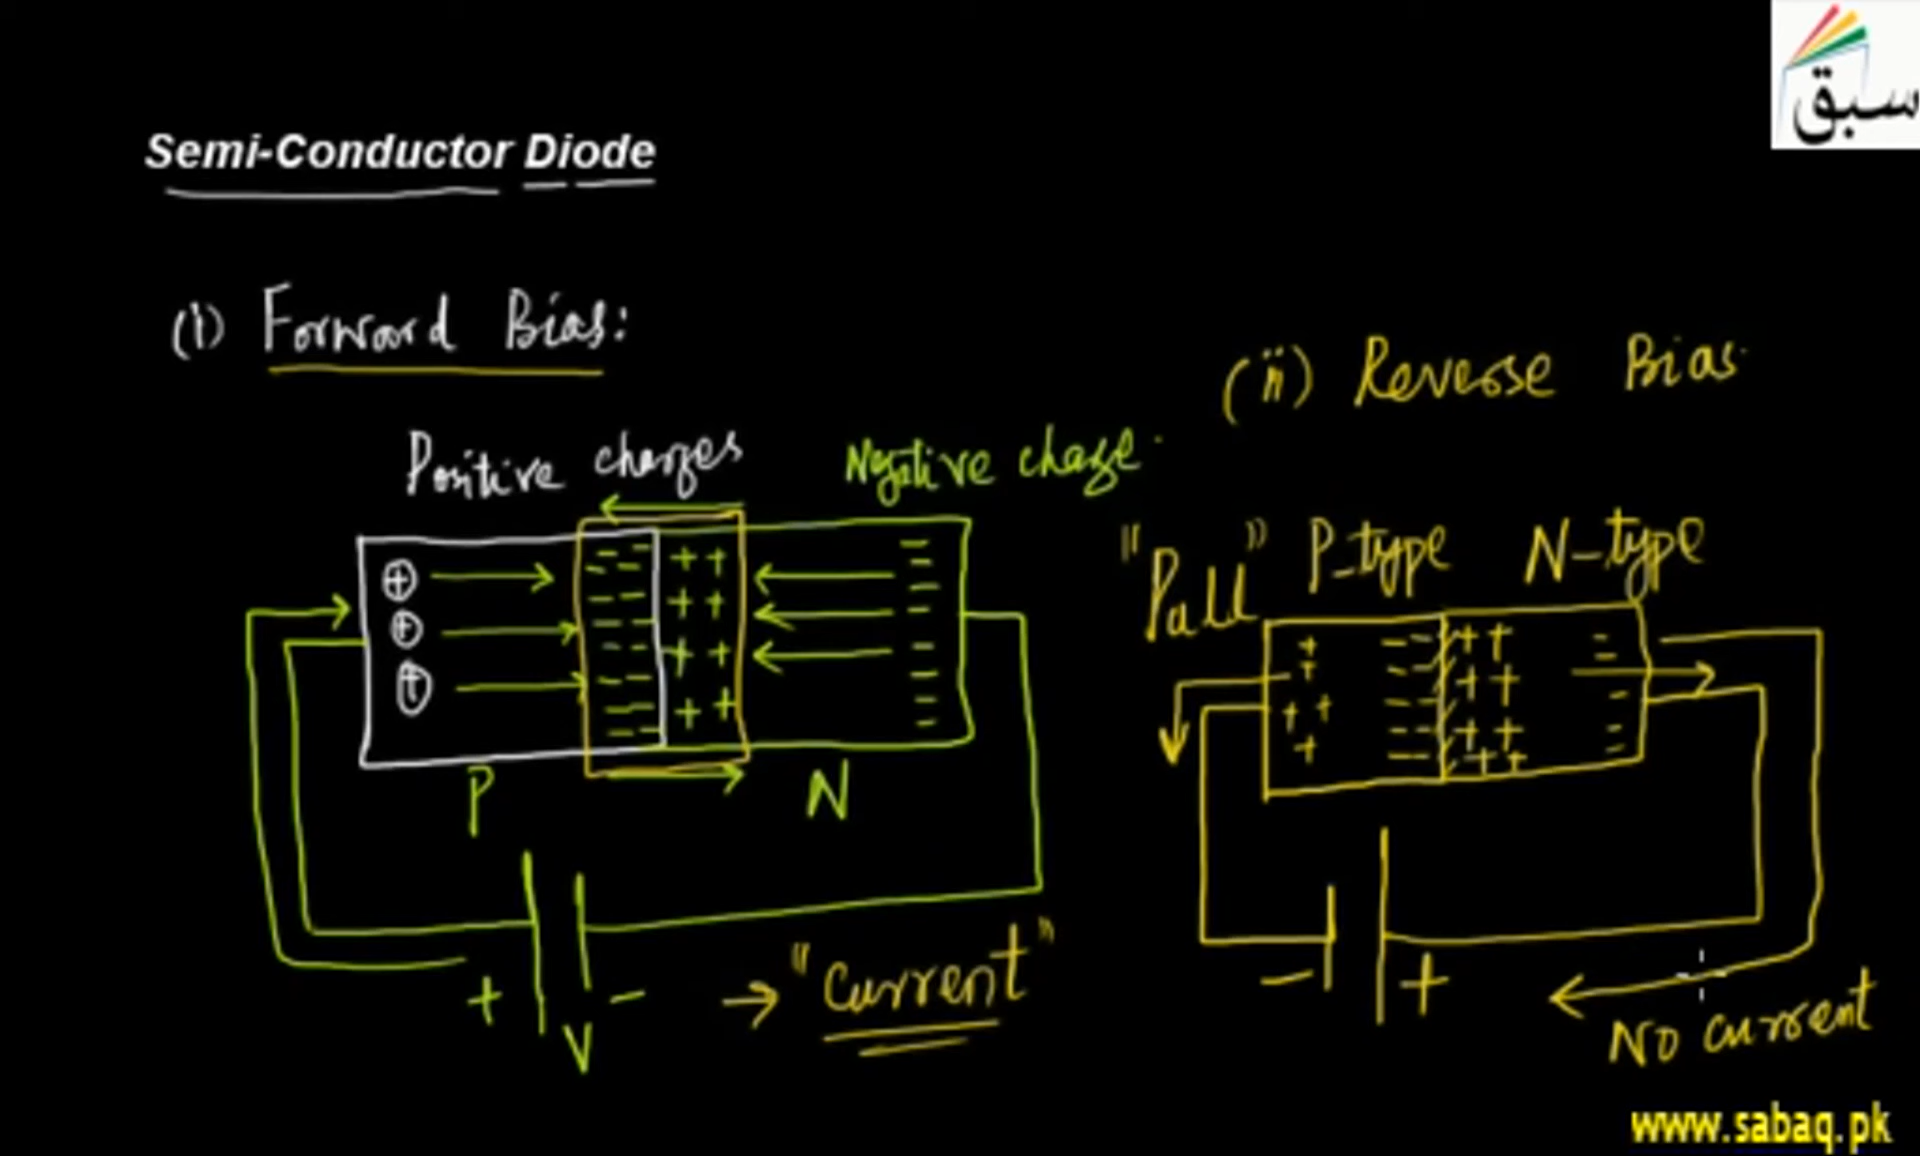 سبق
Semi-Conductor Diode
(i) Forward Bias:
(ii) Reverse Bias
Positive charges
Negative chage
"Pull" P-type N-type
P
N
+ V -
→ "Current"
- +
No current
www.sabaq.pk